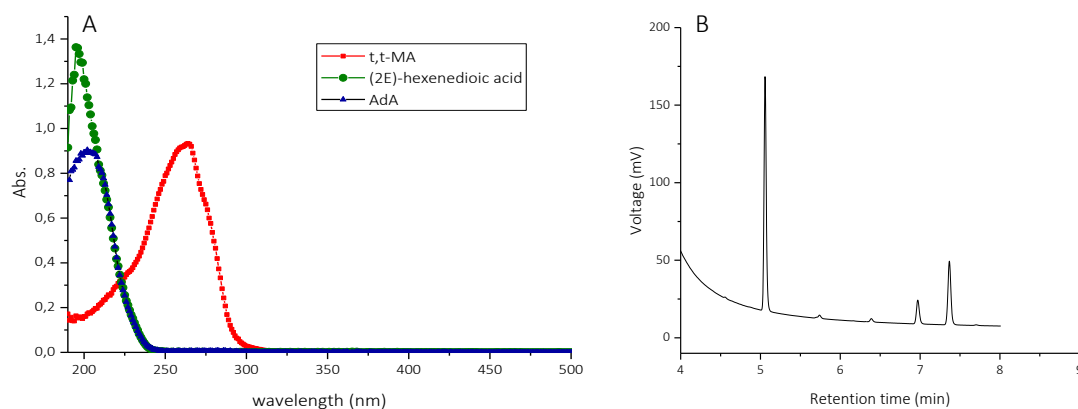 A
1,4
1,2
1,0
0,8
0,6
0,4
0,2
0,0
Abs.
200
250
300
350
400
450
500
wavelength (nm)
t,t-MA
(2E)-hexenedioic acid
AdA
B
200
150
100
50
0
Voltage (mV)
4
5
6
7
8
9
Retention time (min)